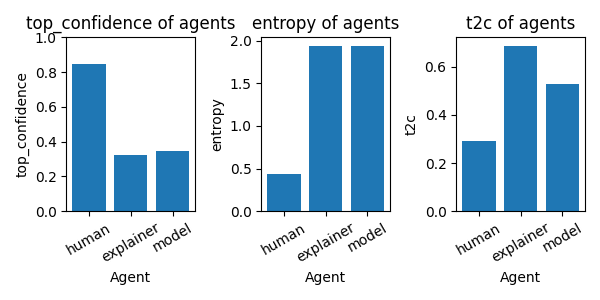 top_confidence of agents
1.0
0.8
0.6
0.4
0.2
0.0
top_confidence
human
explainer
model
Agent
entropy of agents
2.0
1.5
1.0
0.5
0.0
entropy
human
explainer
model
Agent
t2c of agents
0.6
0.4
0.2
0.0
t2c
human
explainer
model
Agent